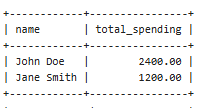 +------------+----------------+
| name       | total_spending |
+------------+----------------+
| John Doe   |        2400.00 |
| Jane Smith |        1200.00 |
+------------+----------------+